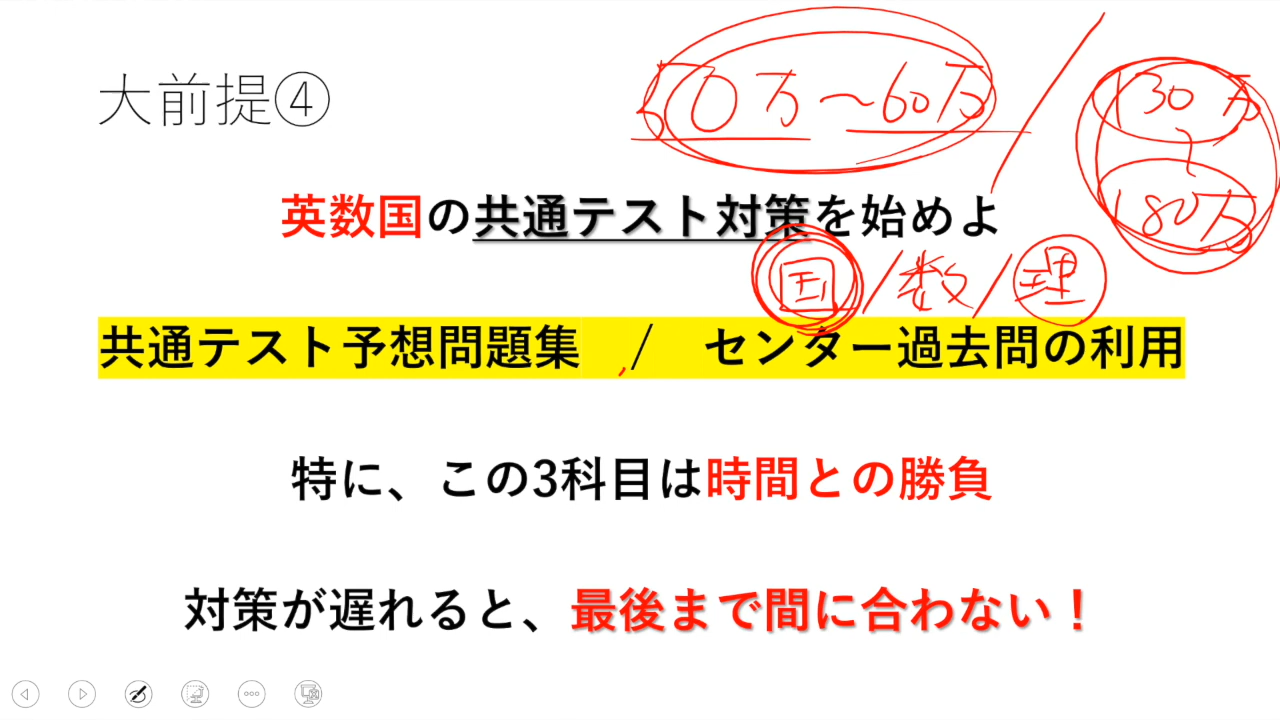 大前提④
50万～60万/
130万
～
180万
英数国の共通テスト対策を始めよ
国/数/理
共通テスト予想問題集 / センター過去問の利用
特に、この3科目は時間との勝負
対策が遅れると、最後まで間に合わない！